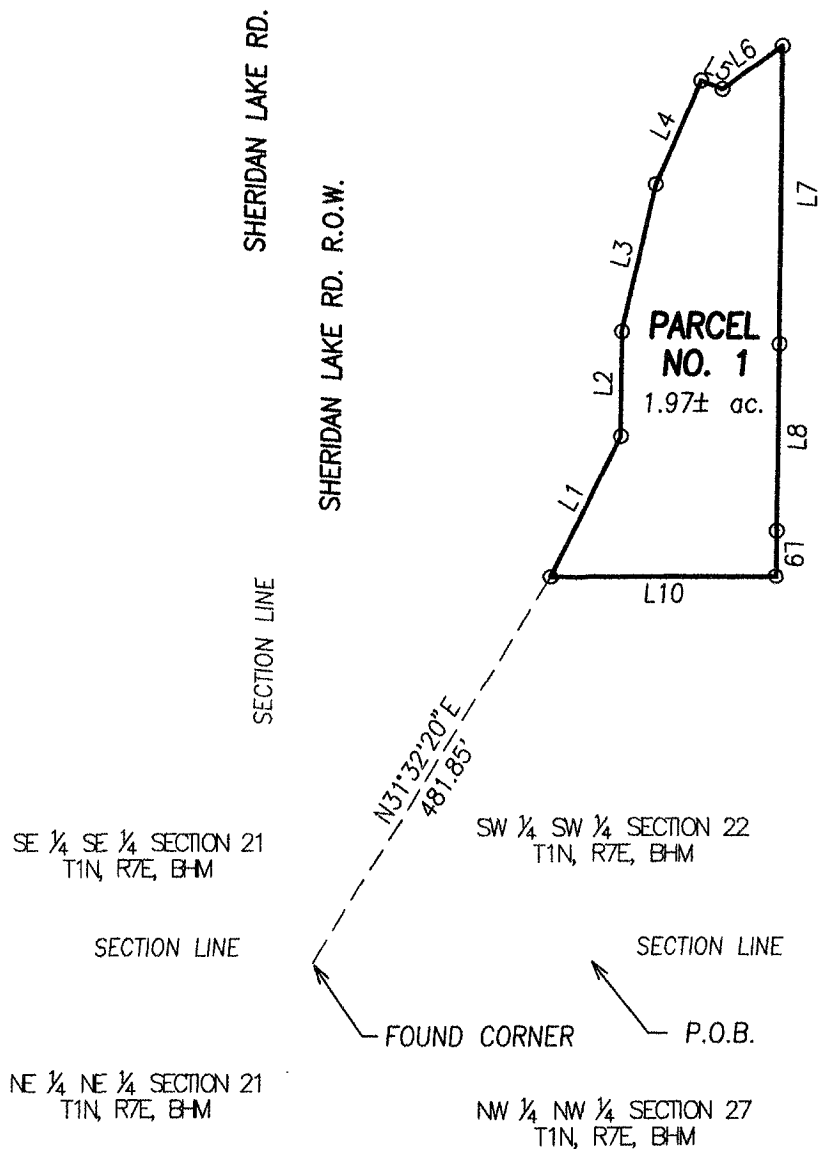 SHERIDAN LAKE RD.
SHERIDAN LAKE RD. R.O.W.
L5
L6
L4
L7
L3
PARCEL
NO. 1
1.97± ac.
L2
L8
L1
L9
L10
SECTION LINE
N31°32'20"E
481.85'
SE ¼ SE ¼ SECTION 21
T1N, R7E, BHM
SW ¼ SW ¼ SECTION 22
T1N, R7E, BHM
SECTION LINE
SECTION LINE
FOUND CORNER
P.O.B.
NE ¼ NE ¼ SECTION 21
T1N, R7E, BHM
NW ¼ NW ¼ SECTION 27
T1N, R7E, BHM